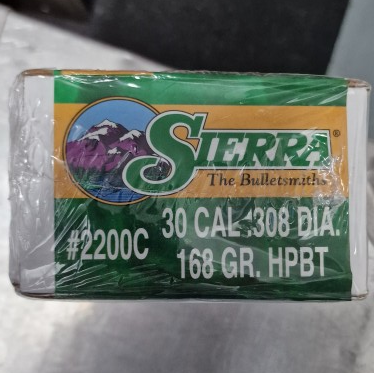 SIERRA®
The Bulletsmiths
#2200C
30 CAL .308 DIA.
168 GR. HPBT